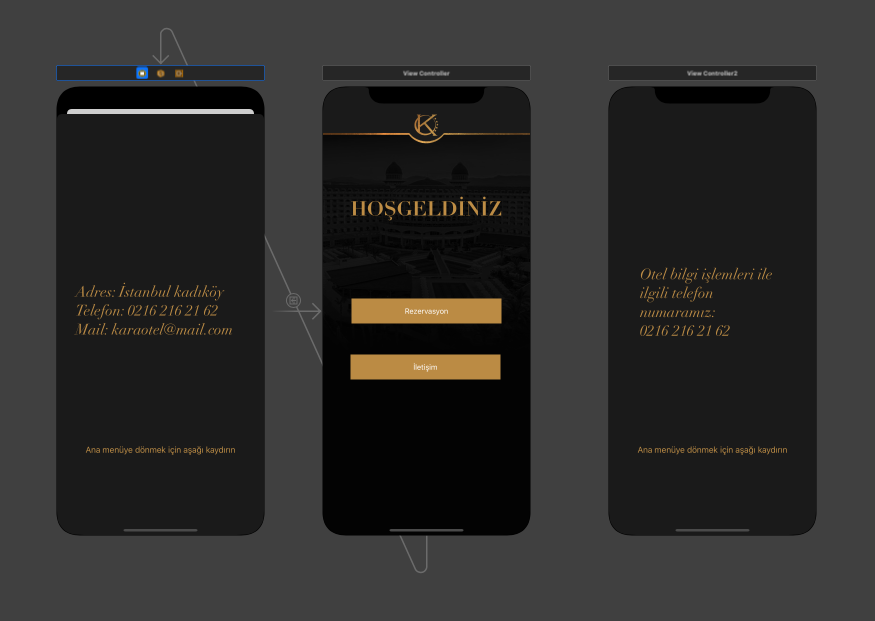 View Controller
View Controller2
Adres: İstanbul kadıköy
Telefon: 0216 216 21 62
Mail: karaotel@mail.com
Ana menüye dönmek için aşağı kaydırın
K
HOŞGELDİNİZ
Rezervasyon
İletişim
Otel bilgi işlemleri ile
ilgili telefon
numaramız:
0216 216 21 62
Ana menüye dönmek için aşağı kaydırın